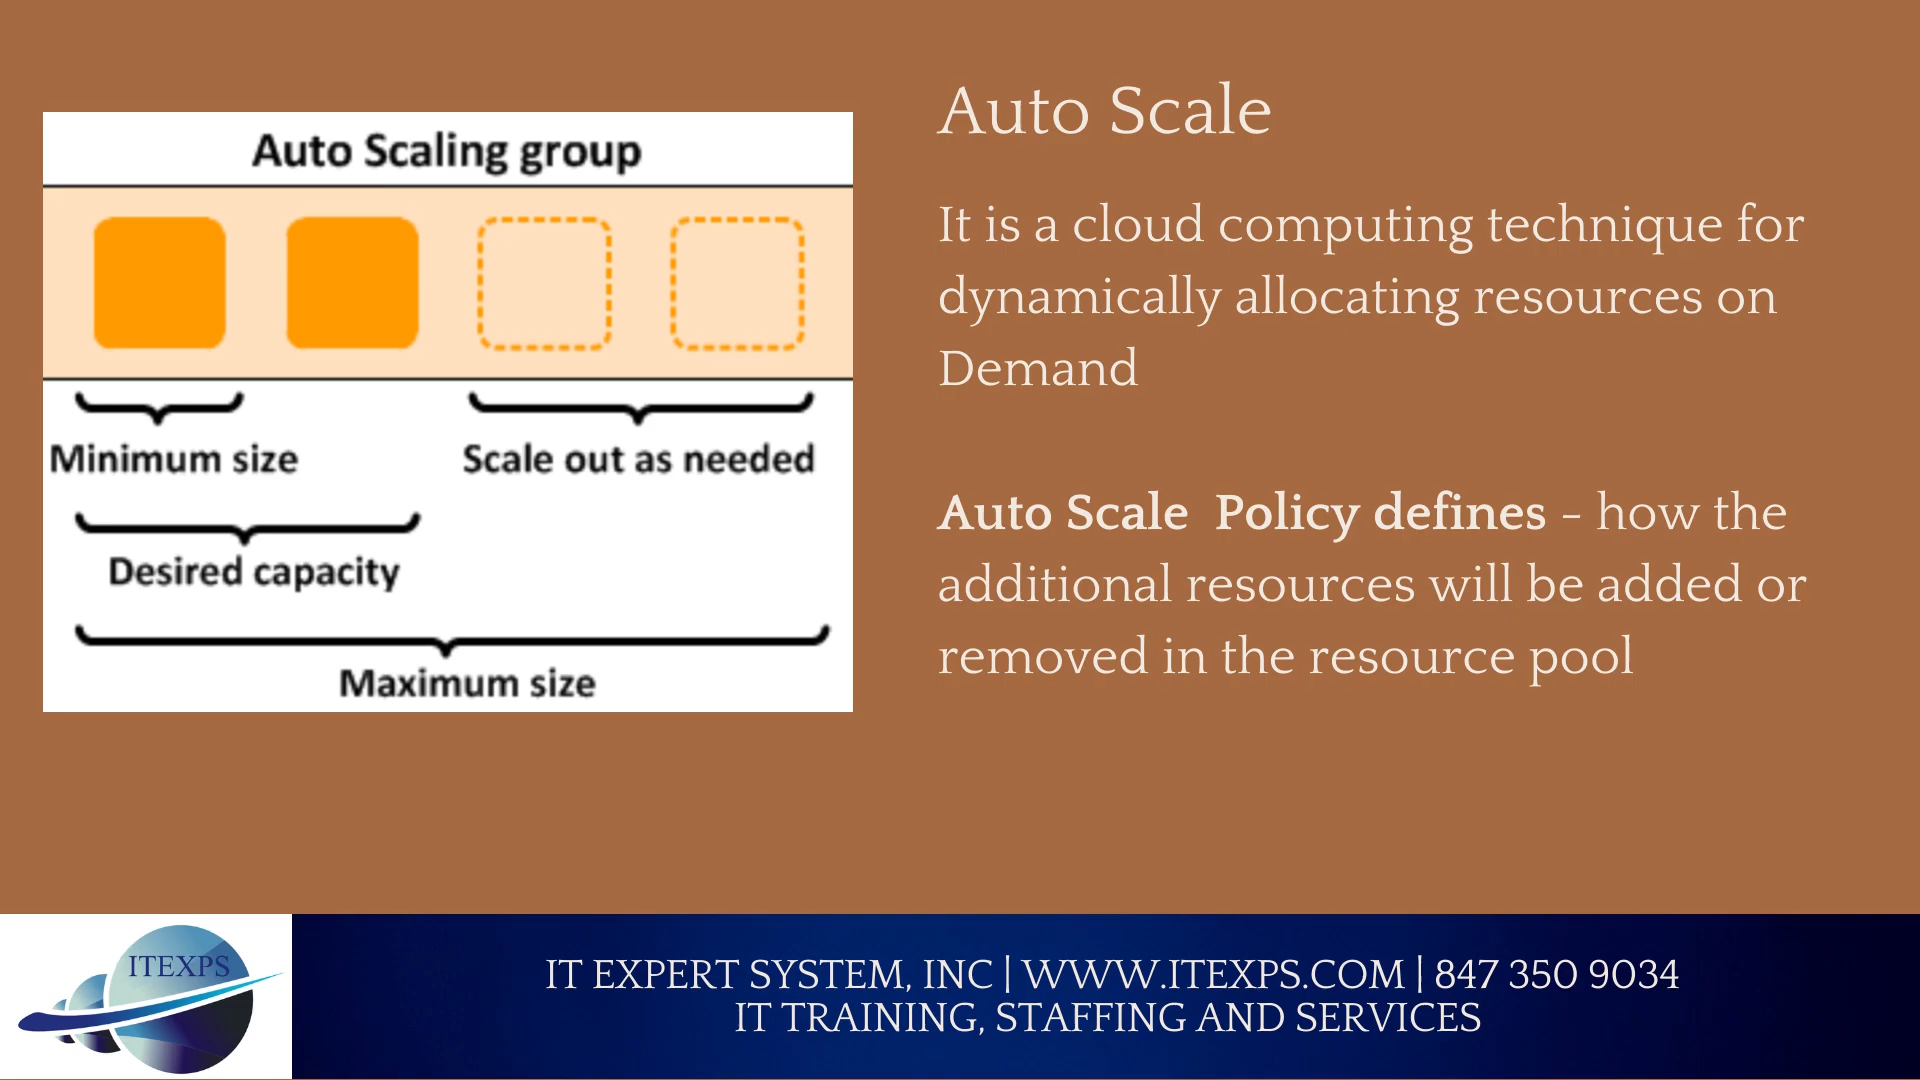 Auto Scaling group
Minimum size
Scale out as needed
Desired capacity
Maximum size
Auto Scale
It is a cloud computing technique for
dynamically allocating resources on
Demand
Auto Scale  Policy defines - how the
additional resources will be added or
removed in the resource pool
ITEXPS
IT EXPERT SYSTEM, INC | WWW.ITEXPS.COM | 847 350 9034
IT TRAINING, STAFFING AND SERVICES